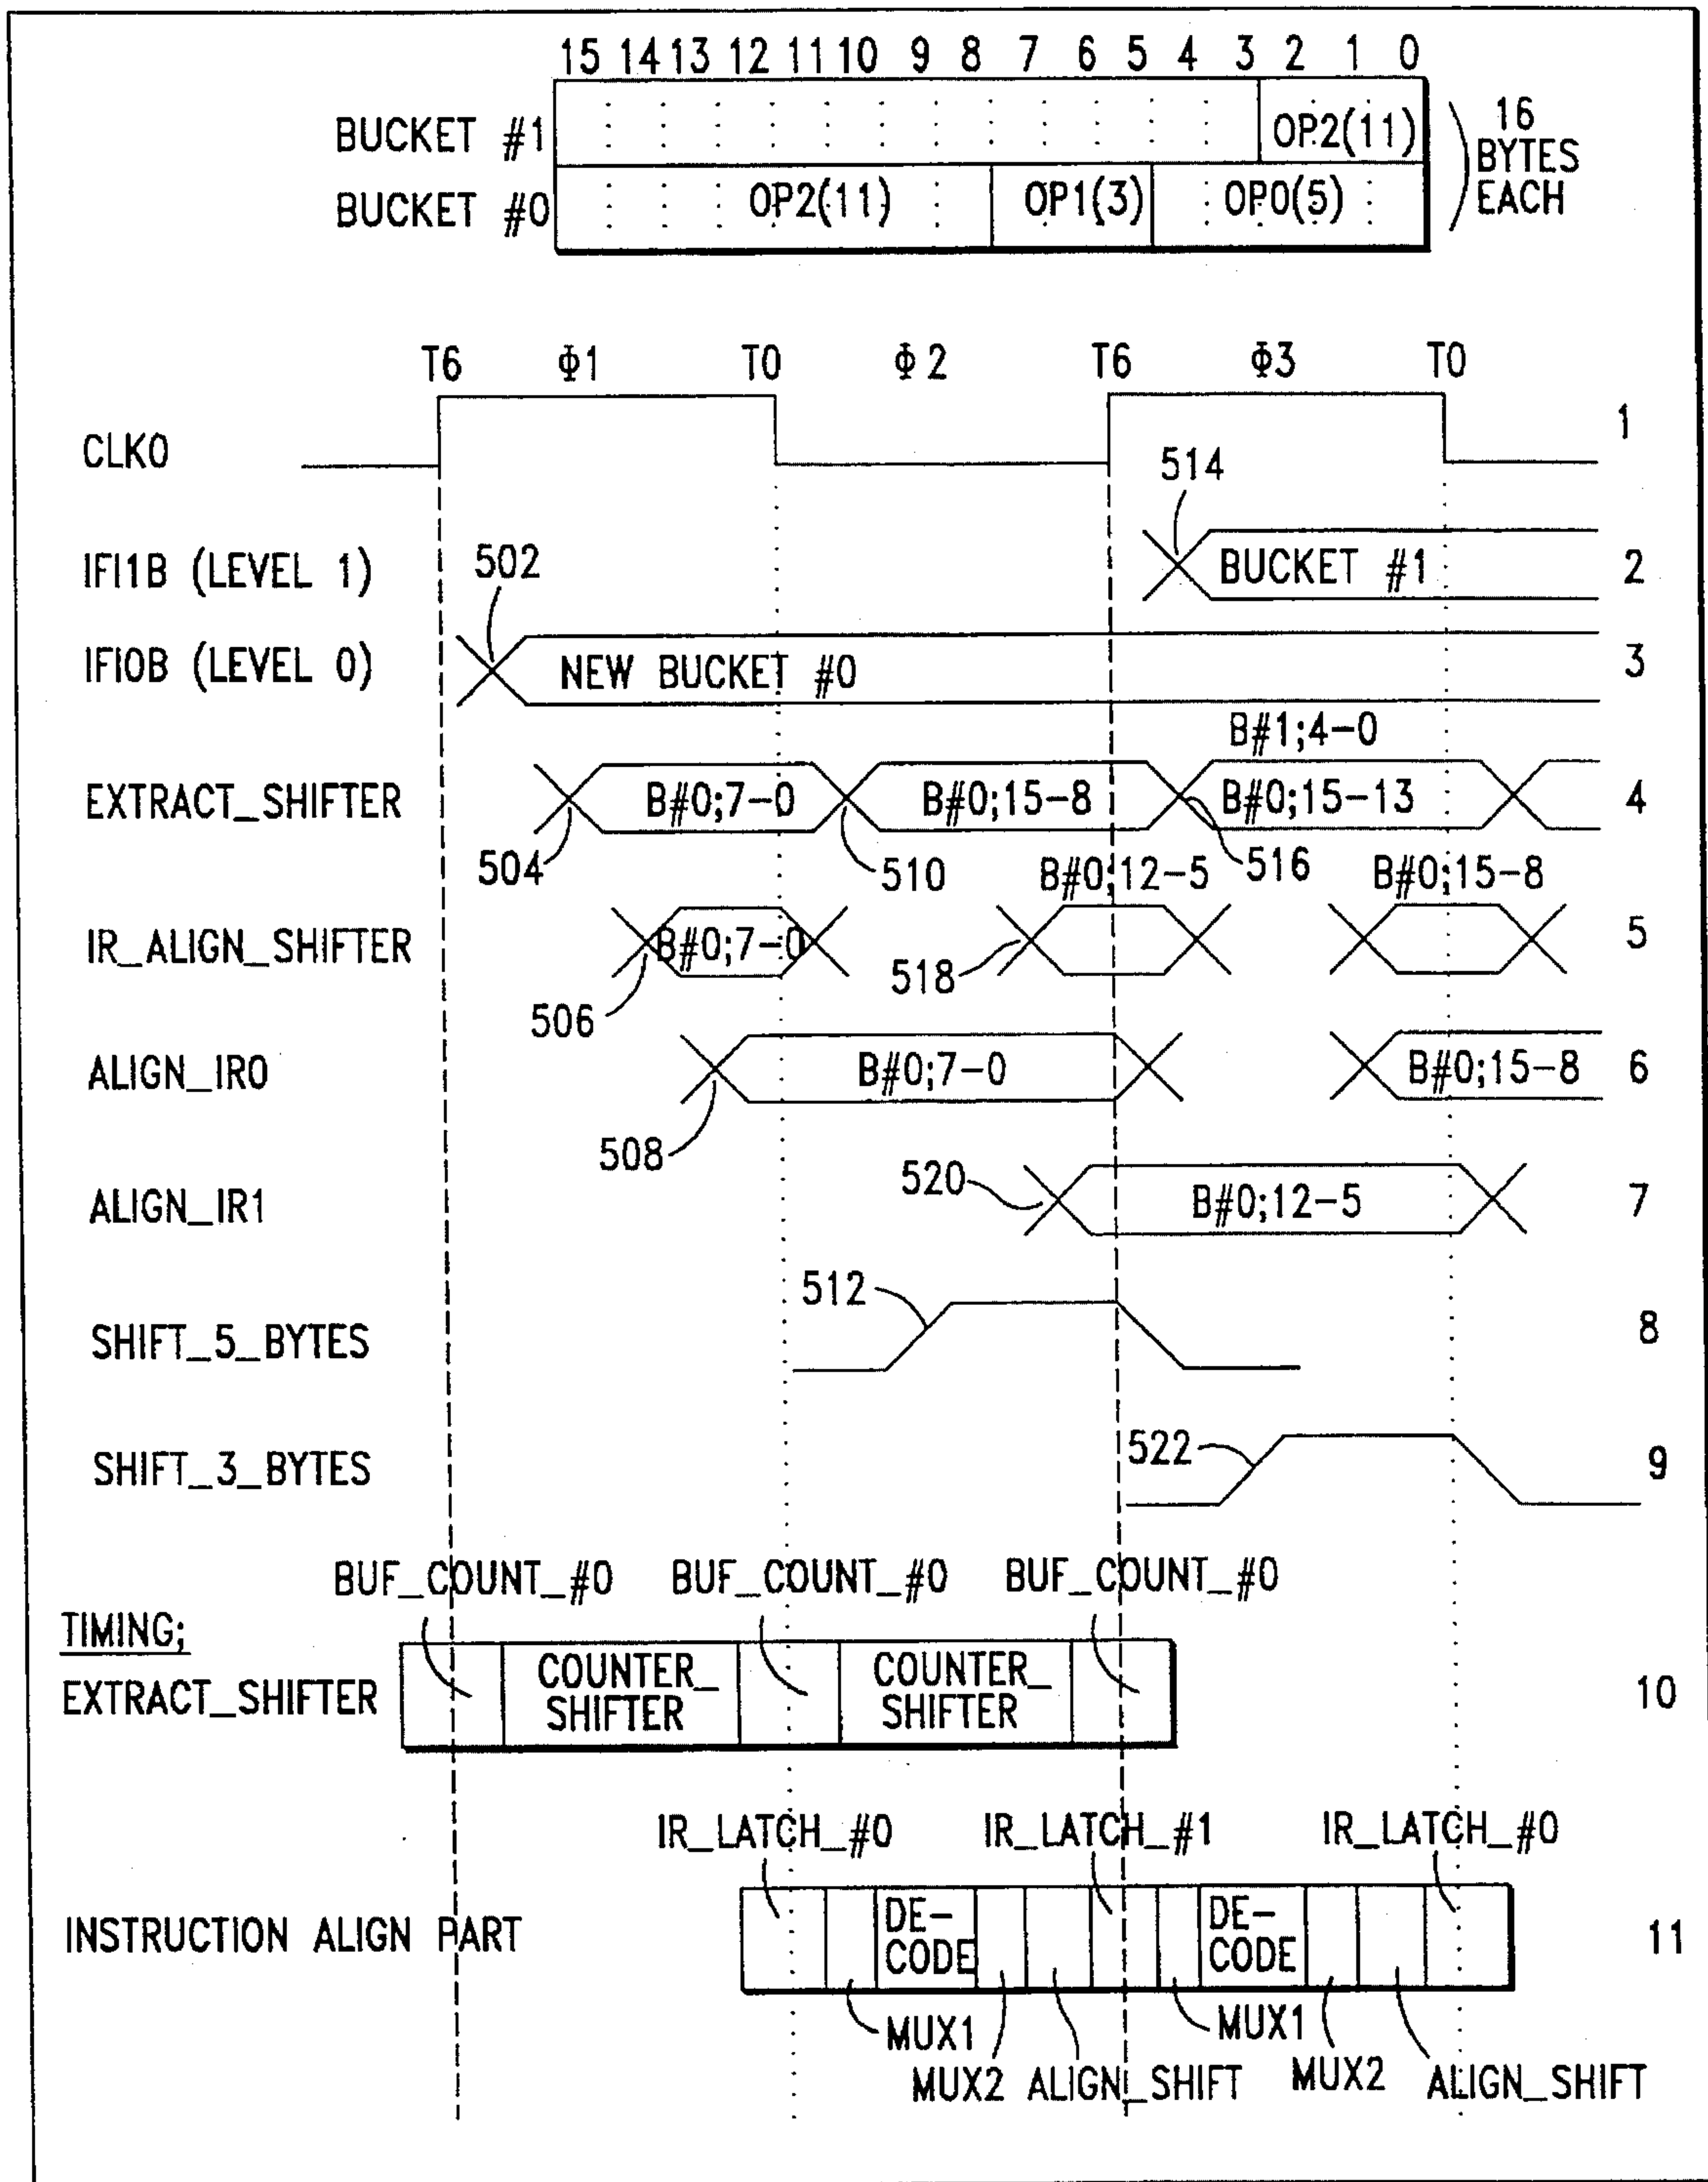 15 14 13 12 11 10 9 8 7 6 5 4 3 2 1 0
BUCKET #1 OP2(11)
BUCKET #0 OP2(11) OP1(3) OP0(5)
16 BYTES EACH
T6 Φ1 T0 Φ2 T6 Φ3 T0
CLK0 1
514
IFI1B (LEVEL 1) 502 BUCKET #1 2
IFI0B (LEVEL 0) NEW BUCKET #0 3
B#1;4-0
EXTRACT_SHIFTER B#0;7-0 B#0;15-8 B#0;15-13 4
504 510 B#0;12-5 516 B#0;15-8
IR_ALIGN_SHIFTER B#0;7-0 518 5
506
ALIGN_IR0 B#0;7-0 B#0;15-8 6
508
ALIGN_IR1 520 B#0;12-5 7
512
SHIFT_5_BYTES 8
522
SHIFT_3_BYTES 9
BUF_COUNT_#0 BUF_COUNT_#0 BUF_COUNT_#0
TIMING;
EXTRACT_SHIFTER COUNTER_SHIFTER COUNTER_SHIFTER 10
IR_LATCH_#0 IR_LATCH_#1 IR_LATCH_#0
INSTRUCTION ALIGN PART DE-CODE DE-CODE 11
MUX1 MUX1
MUX2 ALIGN_SHIFT MUX2 ALIGN_SHIFT